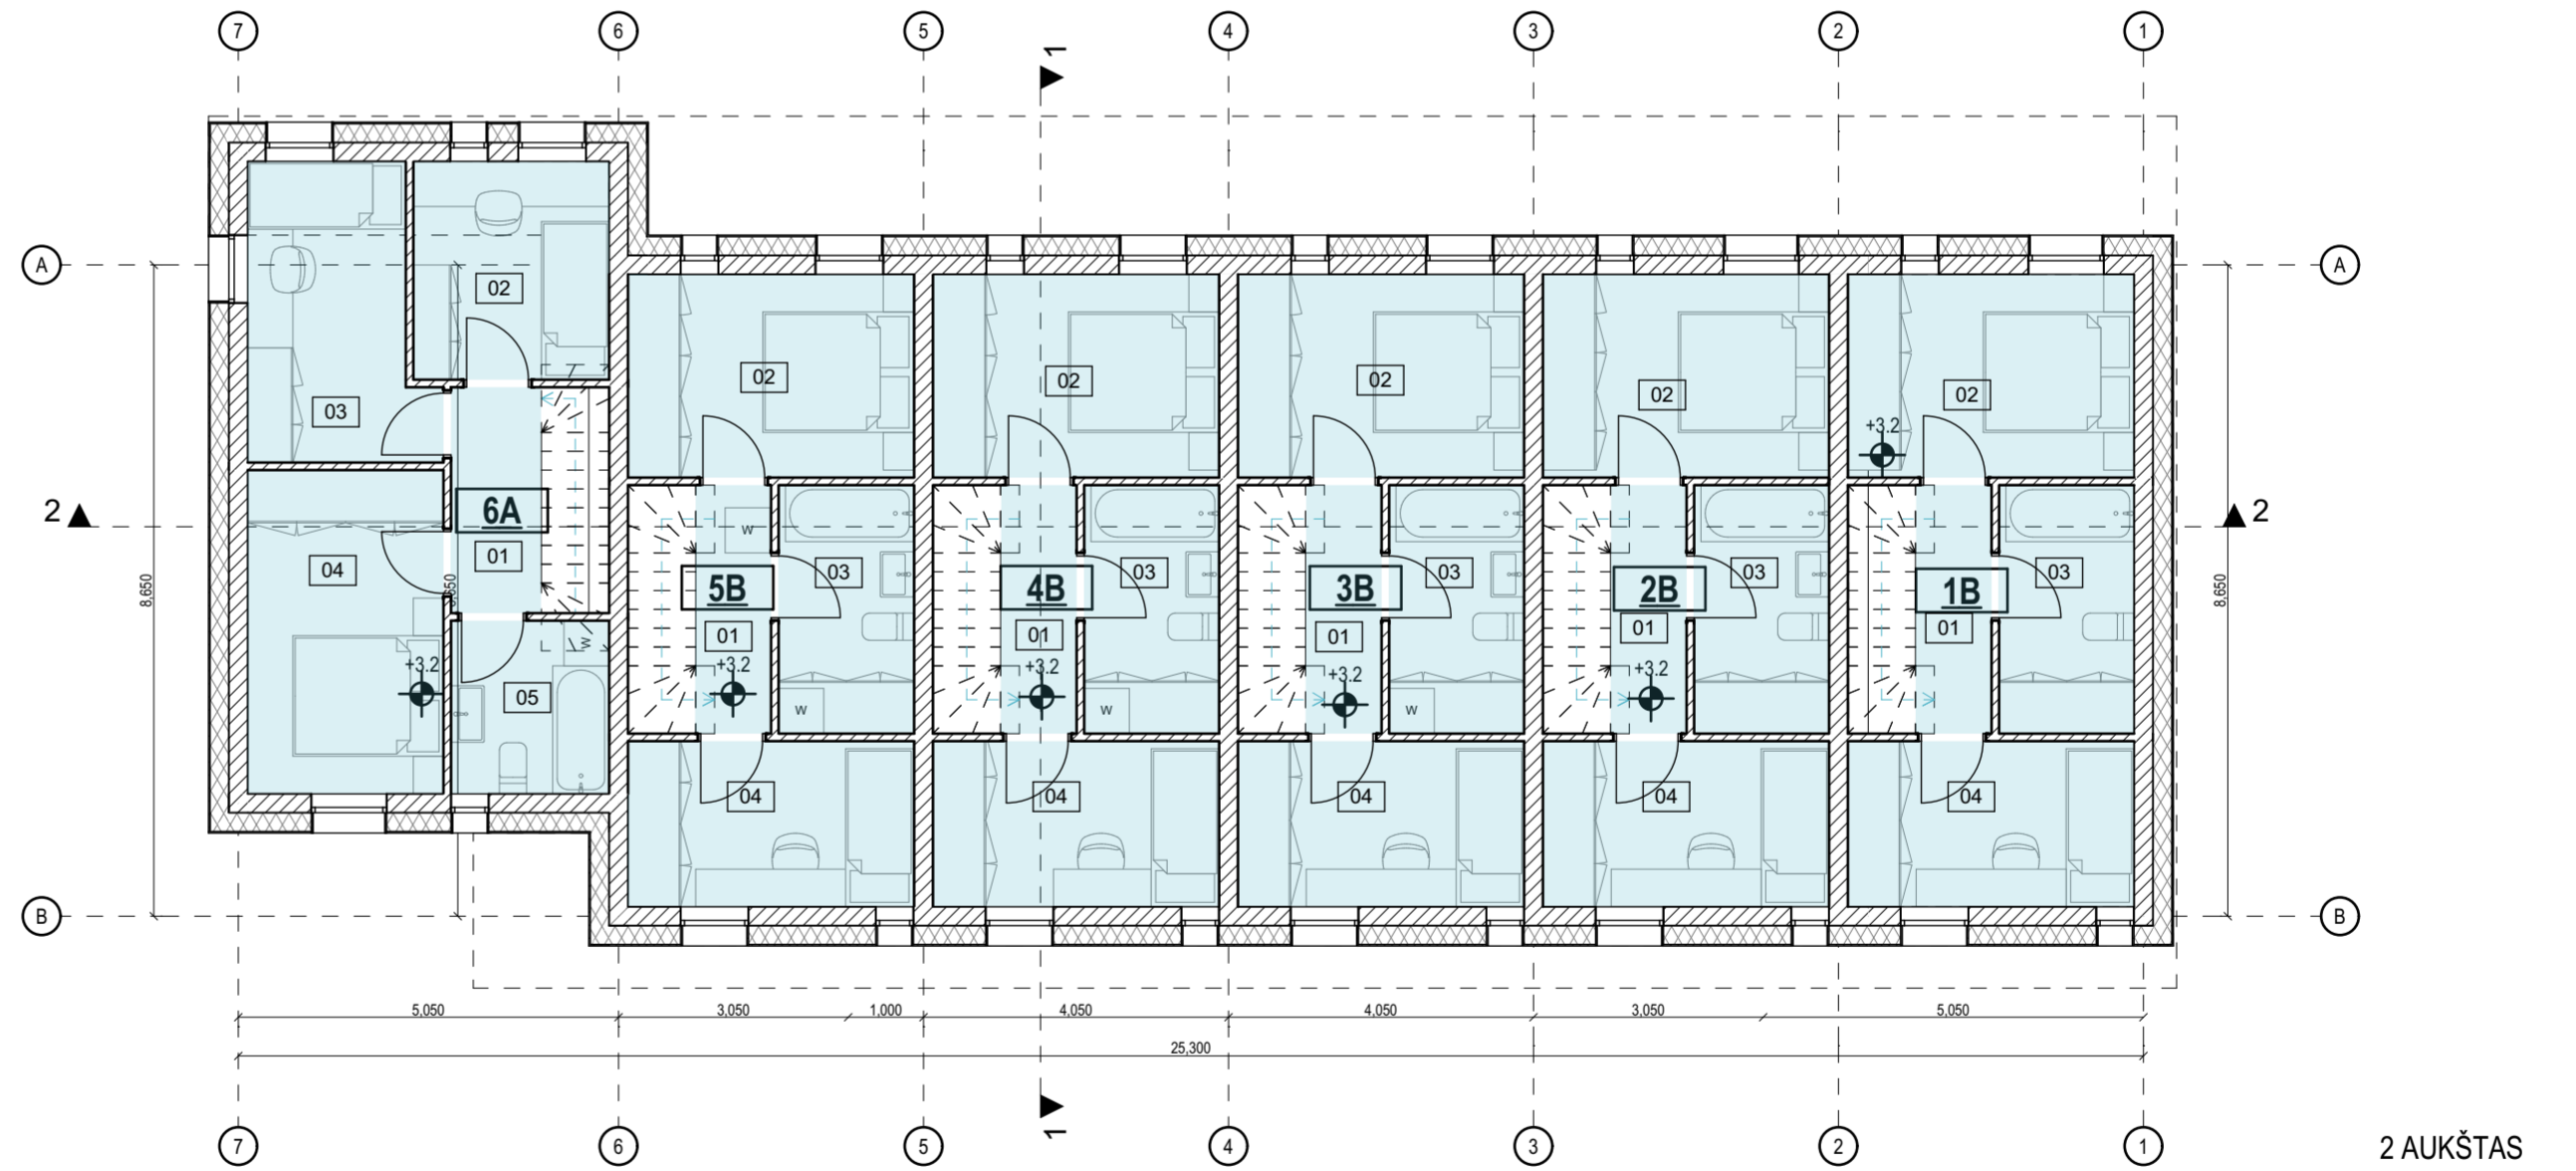 7 6 5 4 3 2 1
1
A A
02
03
02 02 02 02 02
+3.2
6A
2 2
01
04
W
03 03 03 03 03
5B 4B 3B 2B 1B
01 01 01 01 01
8,650 8,650 8,650
W
+3.2 +3.2 +3.2 +3.2 +3.2
05
W W W
04 04 04 04 04
B B
5,050 3,050 1,000 4,050 4,050 3,050 5,050
25,300
1
7 6 5 4 3 2 1
2 AUKŠTAS